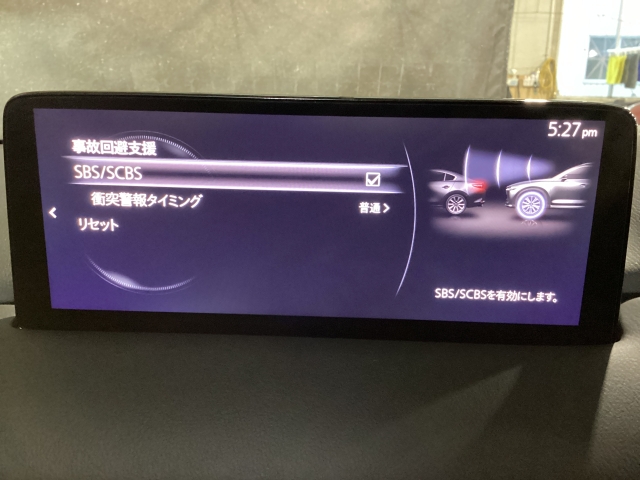 5:27 pm
事故回避支援
SBS/SCBS
衝突警報タイミング 普通
リセット
SBS/SCBSを有効にします。